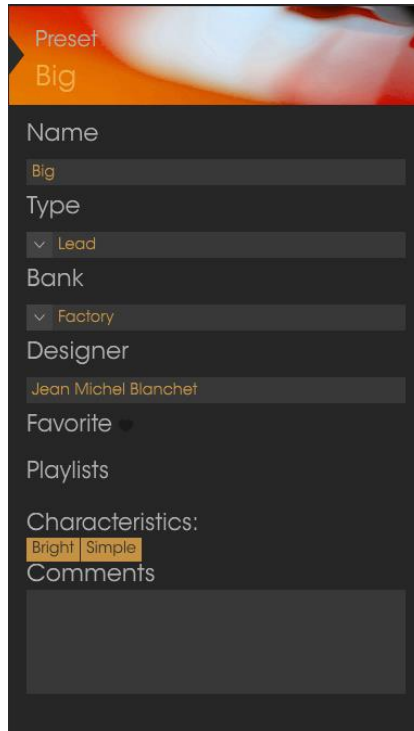 Preset
Big
Name
Big
Type
Lead
Bank
Factory
Designer
Jean Michel Blanchet
Favorite
Playlists
Characteristics:
Bright Simple
Comments